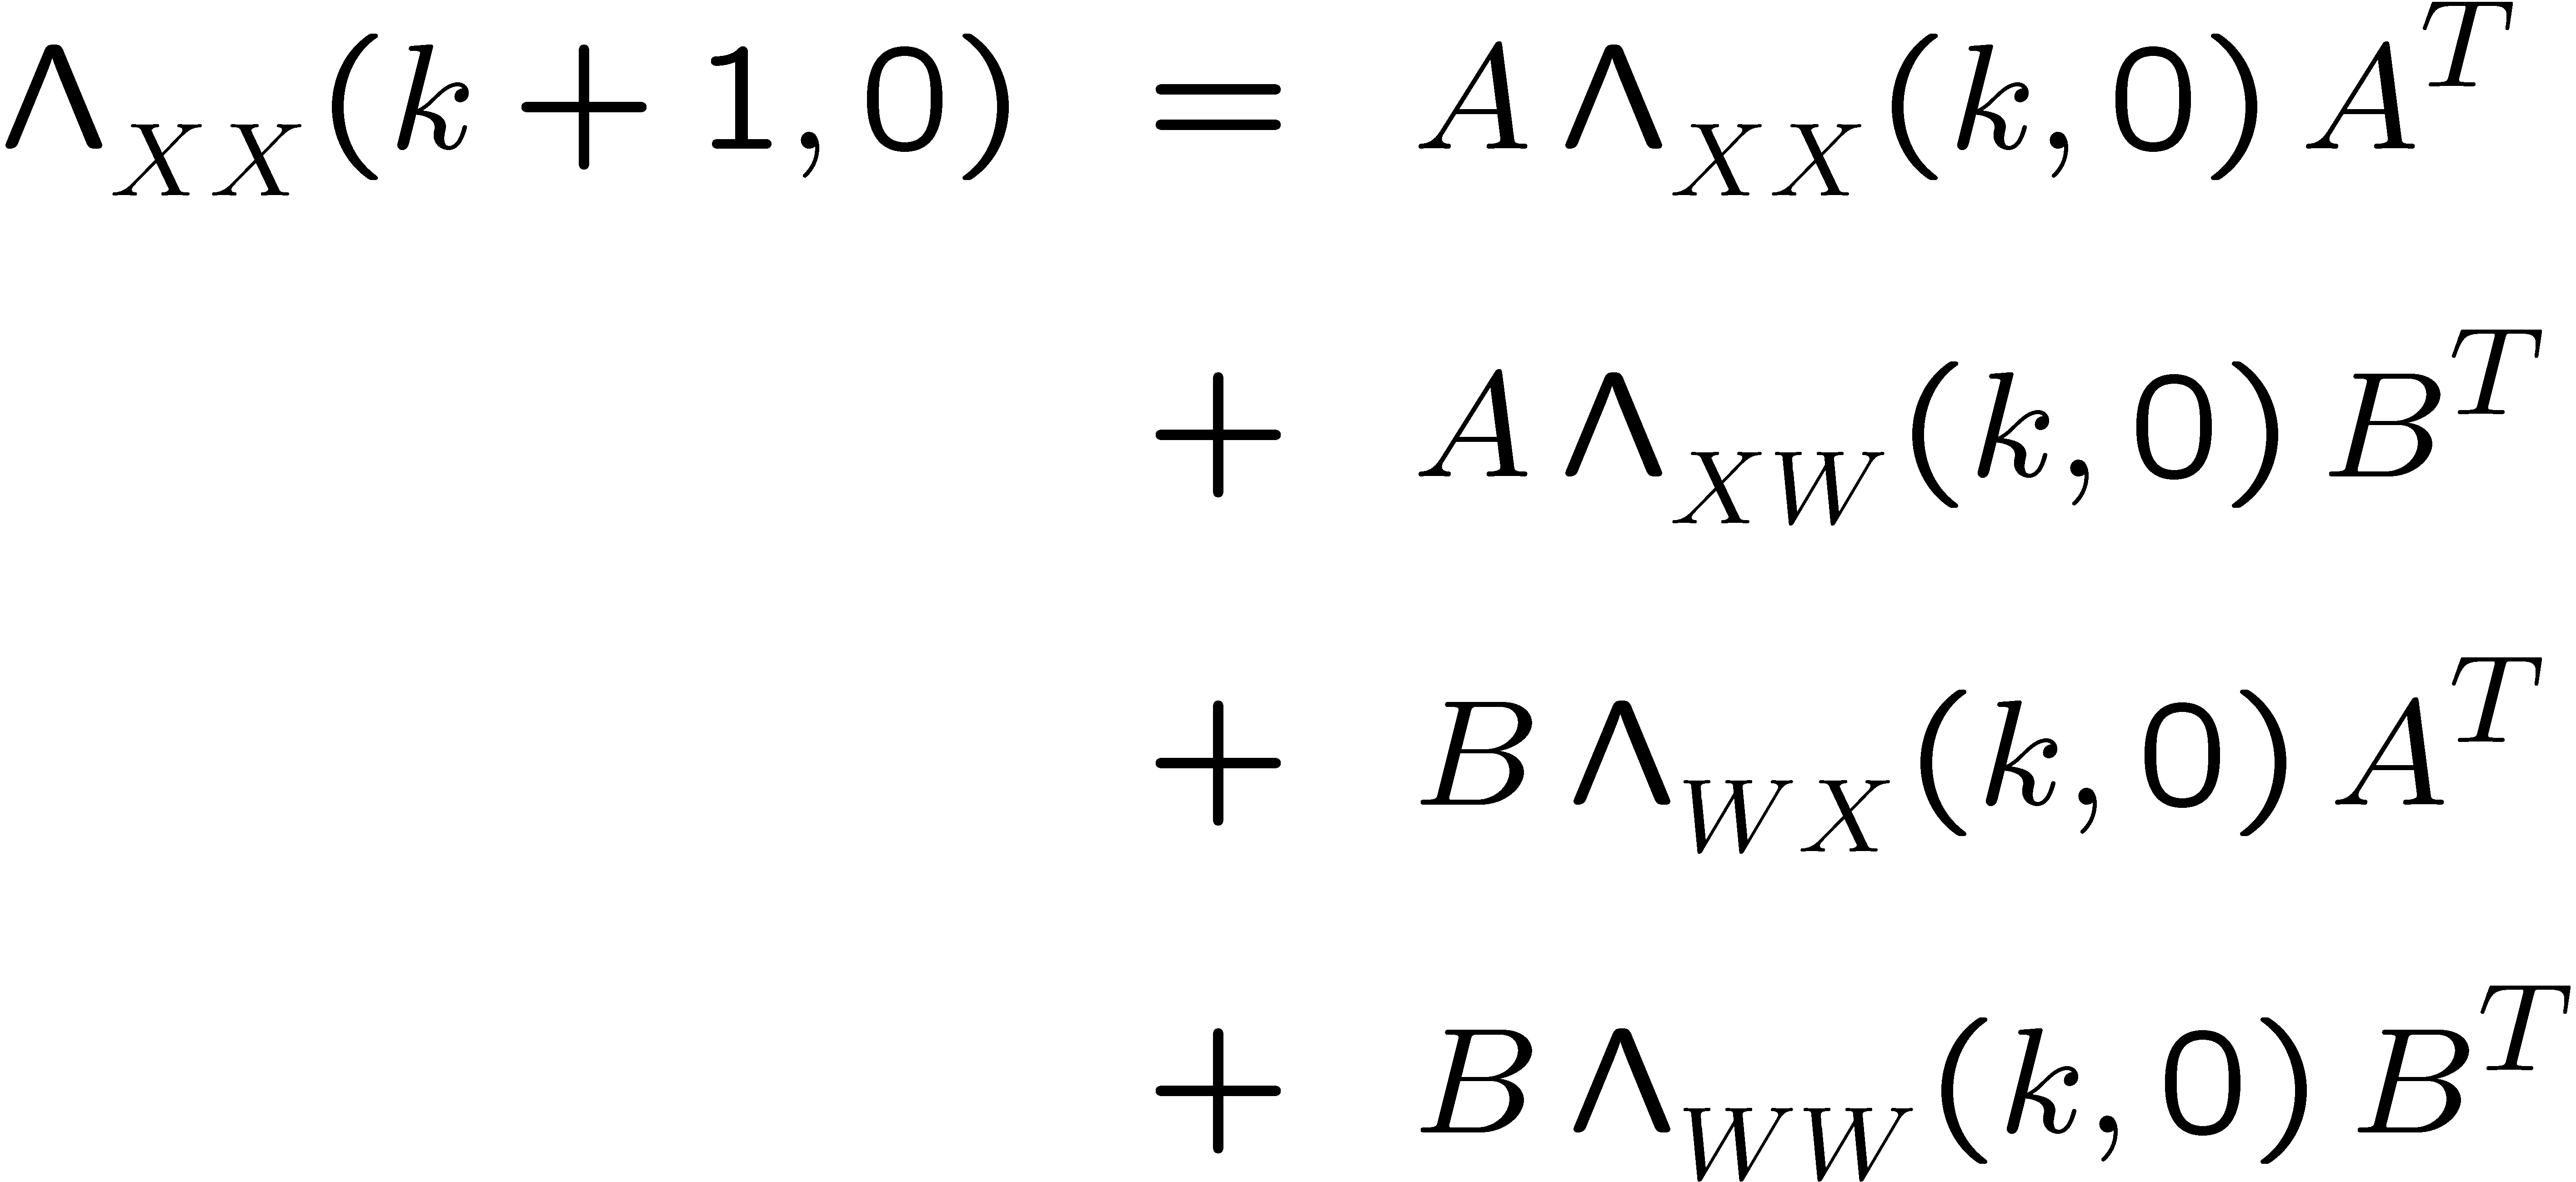 Λ_{XX}(k + 1, 0) = A Λ_{XX}(k, 0) A^T
+ A Λ_{XW}(k, 0) B^T
+ B Λ_{WX}(k, 0) A^T
+ B Λ_{WW}(k, 0) B^T